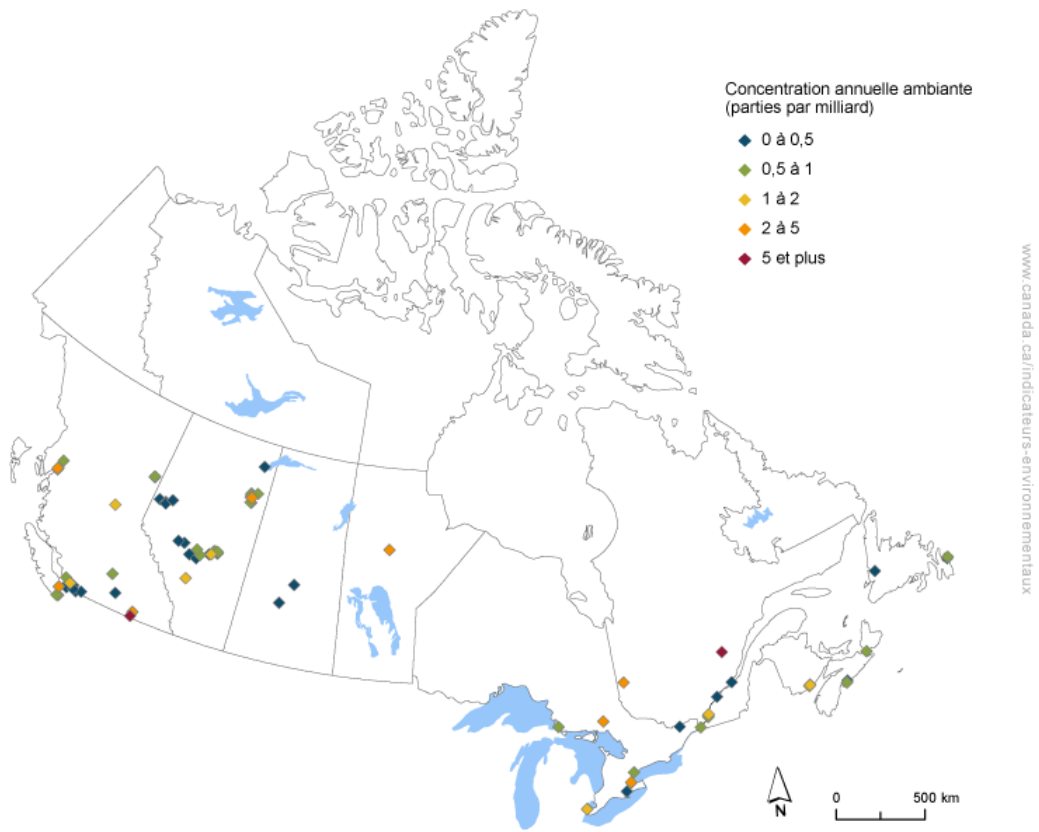 Concentration annuelle ambiante
(parties par milliard)
0 à 0,5
0,5 à 1
1 à 2
2 à 5
5 et plus
www.canada.ca/indicateurs-environnementaux
N
0 500 km